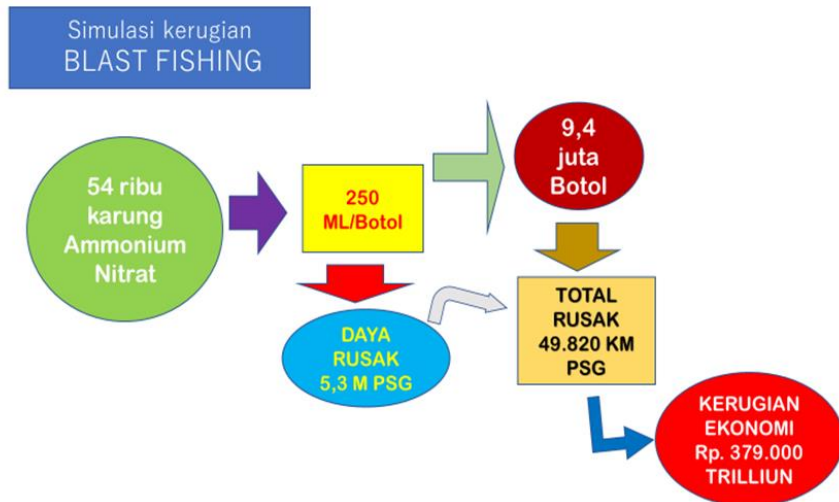 Simulasi kerugian
BLAST FISHING
54 ribu
karung
Ammonium
Nitrat
250
ML/Botol
9,4
juta
Botol
DAYA
RUSAK
5,3 M PSG
TOTAL
RUSAK
49.820 KM
PSG
KERUGIAN
EKONOMI
Rp. 379.000
TRILLIUN